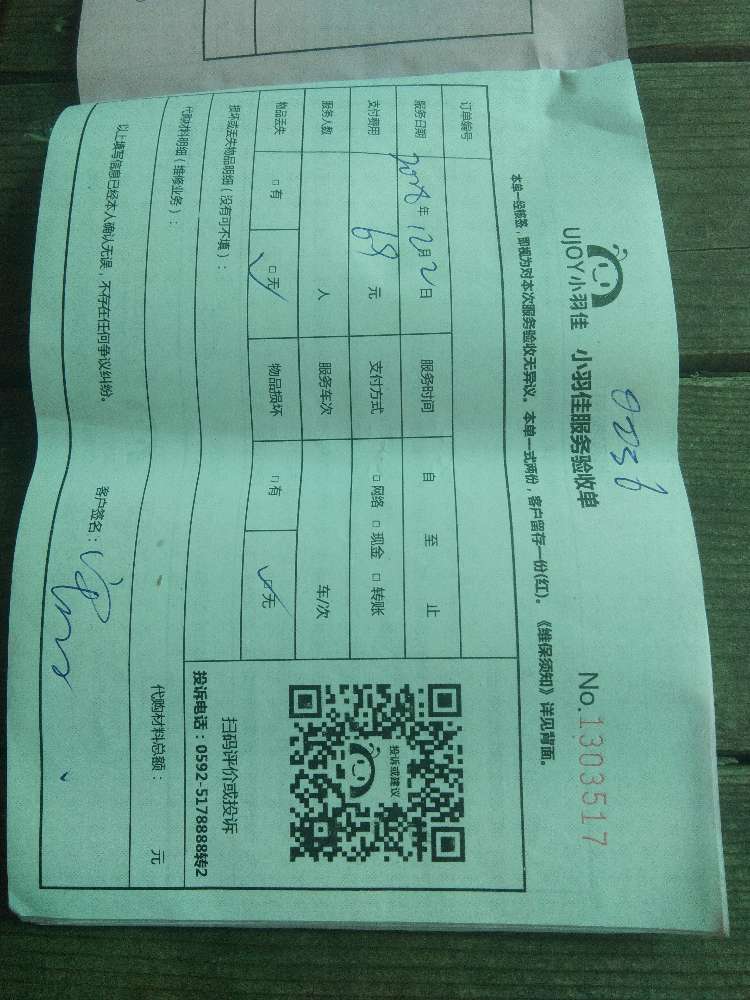 0236
UJOY小羽佳 小羽佳服务验收单 No.1303517
本单一经核签，即视为对本次服务验收无异议。本单一式两份，客户留存一份(红)。《维保须知》详见背面。
订单编号
服务日期 2018年12月2日 服务时间 自 至 止
支付费用 68元 支付方式 □网络 □现金 □转账
服务人数 人 服务车次 车/次
物品丢失 □有 □无 物品损坏 □有 □无
损坏或丢失物品明细（没有可不填）：
投诉或建议
扫码评价或投诉
投诉电话：0592-5178888转2
代购材料明细（维修业务）：
代购材料总额： 元
以上填写信息已经本人确认无误，不存在任何争议纠纷。
客户签名：